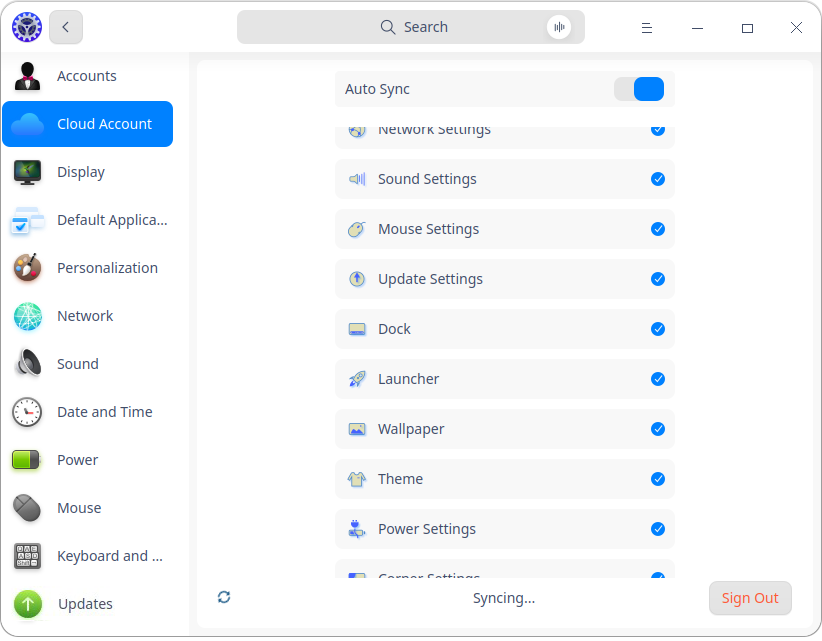 Search
Accounts
Cloud Account
Display
Default Applica...
Personalization
Network
Sound
Date and Time
Power
Mouse
Keyboard and ...
Updates
Auto Sync
Network Settings
Sound Settings
Mouse Settings
Update Settings
Dock
Launcher
Wallpaper
Theme
Power Settings
Corner Settings
Syncing...
Sign Out